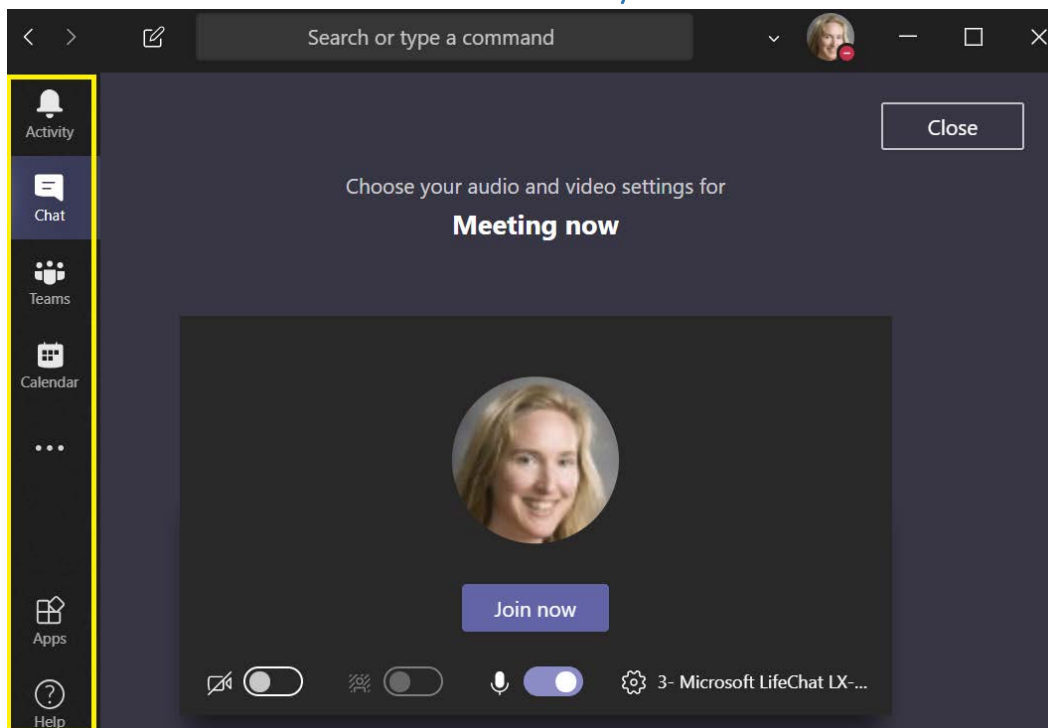 Search or type a command
Activity
Chat
Teams
Calendar
Apps
Help
Close
Choose your audio and video settings for
Meeting now
Join now
3- Microsoft LifeChat LX-...